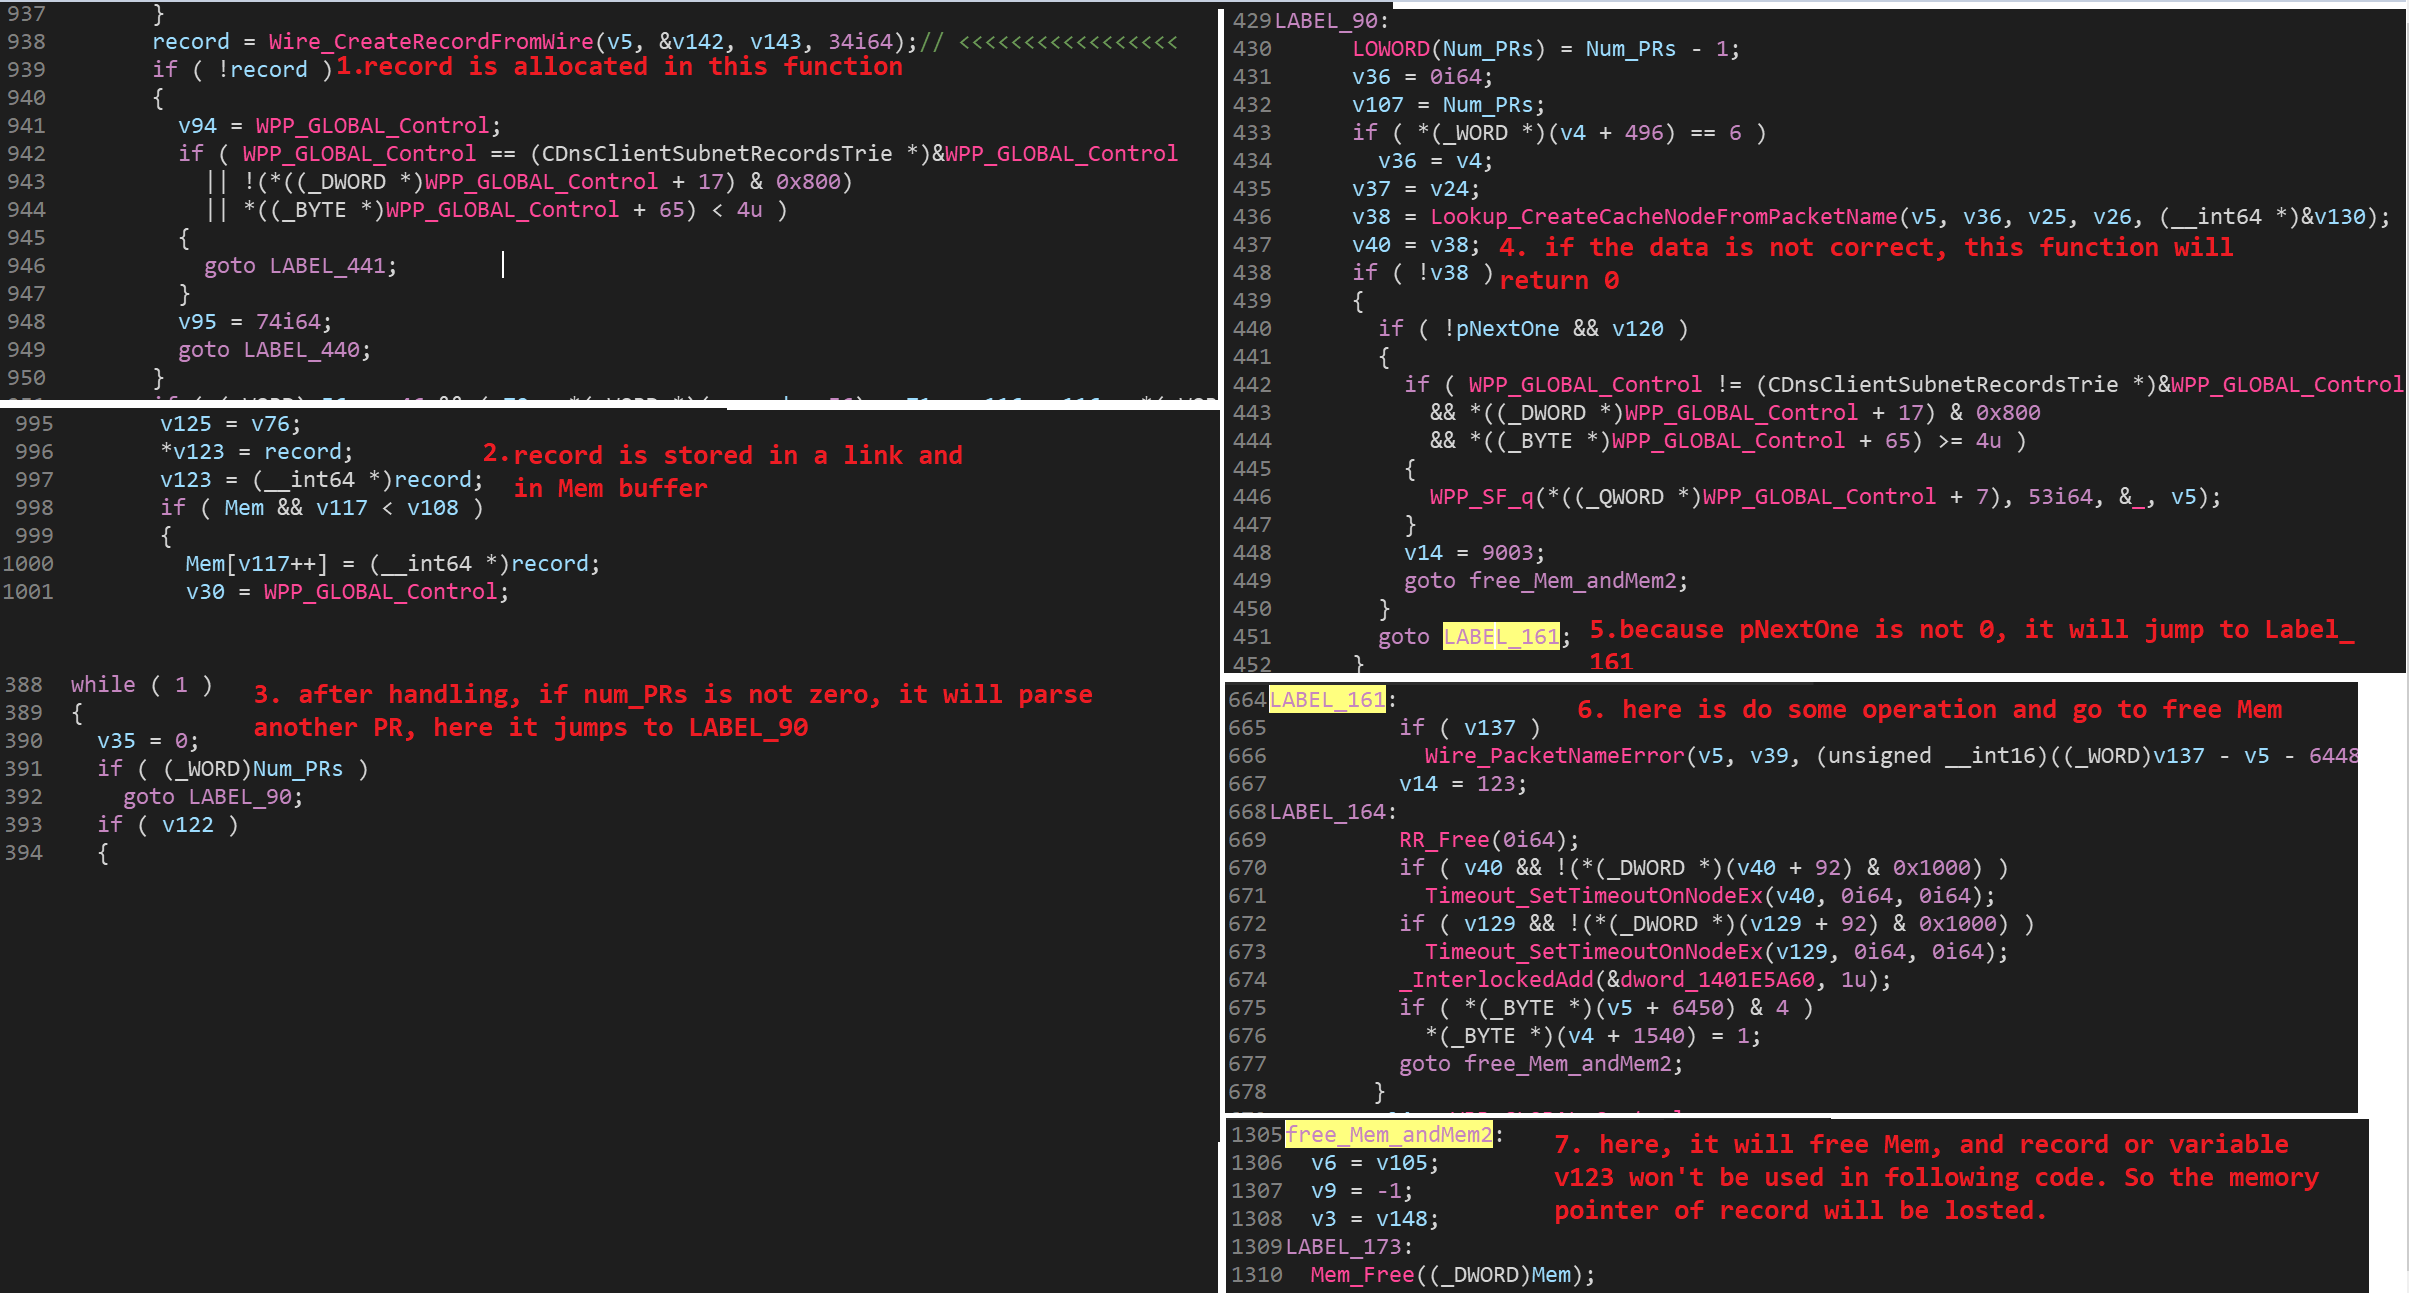 937 }
938 record = Wire_CreateRecordFromWire(v5, &v142, v143, 34i64);// <<<<<<<<<<<<<<<<<
939 if ( !record ) 1.record is allocated in this function
940 {
941 v94 = WPP_GLOBAL_Control;
942 if ( WPP_GLOBAL_Control == (CDnsClientSubnetRecordsTrie *)&WPP_GLOBAL_Control
943 || !(*((_DWORD *)WPP_GLOBAL_Control + 17) & 0x800)
944 || *((_BYTE *)WPP_GLOBAL_Control + 65) < 4u )
945 {
946 goto LABEL_441;
947 }
948 v95 = 74i64;
949 goto LABEL_440;
950 }
995 v125 = v76;
996 *v123 = record;
2.record is stored in a link and
997 v123 = (__int64 *)record;
in Mem buffer
998 if ( Mem && v117 < v108 )
999 {
1000 Mem[v117++] = (__int64 *)record;
1001 v30 = WPP_GLOBAL_Control;
388 while ( 1 )
3. after handling, if num_PRs is not zero, it will parse
389 {
another PR, here it jumps to LABEL_90
390 v35 = 0;
391 if ( (_WORD)Num_PRs )
392 goto LABEL_90;
393 if ( v122 )
394 {
429 LABEL_90:
430 LOWORD(Num_PRs) = Num_PRs - 1;
431 v36 = 0i64;
432 v107 = Num_PRs;
433 if ( *(_WORD *)(v4 + 496) == 6 )
434 v36 = v4;
435 v37 = v24;
436 v38 = Lookup_CreateCacheNodeFromPacketName(v5, v36, v25, v26, (__int64 *)&v130);
437 v40 = v38; 4. if the data is not correct, this function will
438 if ( !v38 ) return 0
439 {
440 if ( !pNextOne && v120 )
441 {
442 if ( WPP_GLOBAL_Control != (CDnsClientSubnetRecordsTrie *)&WPP_GLOBAL_Control
443 && *((_DWORD *)WPP_GLOBAL_Control + 17) & 0x800
444 && *((_BYTE *)WPP_GLOBAL_Control + 65) >= 4u )
445 {
446 WPP_SF_q(*((_QWORD *)WPP_GLOBAL_Control + 7), 53i64, &_, v5);
447 }
448 v14 = 9003;
449 goto free_Mem_andMem2;
450 }
451 goto LABEL_161; 5.because pNextOne is not 0, it will jump to Label_
161
452 }
664 LABEL_161:
6. here is do some operation and go to free Mem
665 if ( v137 )
666 Wire_PacketNameError(v5, v39, (unsigned __int16)((_WORD)v137 - v5 - 6448
667 v14 = 123;
668 LABEL_164:
669 RR_Free(0i64);
670 if ( v40 && !(*(_DWORD *)(v40 + 92) & 0x1000) )
671 Timeout_SetTimeoutOnNodeEx(v40, 0i64, 0i64);
672 if ( v129 && !(*(_DWORD *)(v129 + 92) & 0x1000) )
673 Timeout_SetTimeoutOnNodeEx(v129, 0i64, 0i64);
674 _InterlockedAdd(&dword_1401E5A60, 1u);
675 if ( *(_BYTE *)(v5 + 6450) & 4 )
676 *(_BYTE *)(v4 + 1540) = 1;
677 goto free_Mem_andMem2;
678 }
1305 free_Mem_andMem2:
7. here, it will free Mem, and record or variable
1306 v6 = v105;
1307 v9 = -1;
v123 won't be used in following code. So the memory
1308 v3 = v148;
pointer of record will be losted.
1309 LABEL_173:
1310 Mem_Free((_DWORD)Mem);